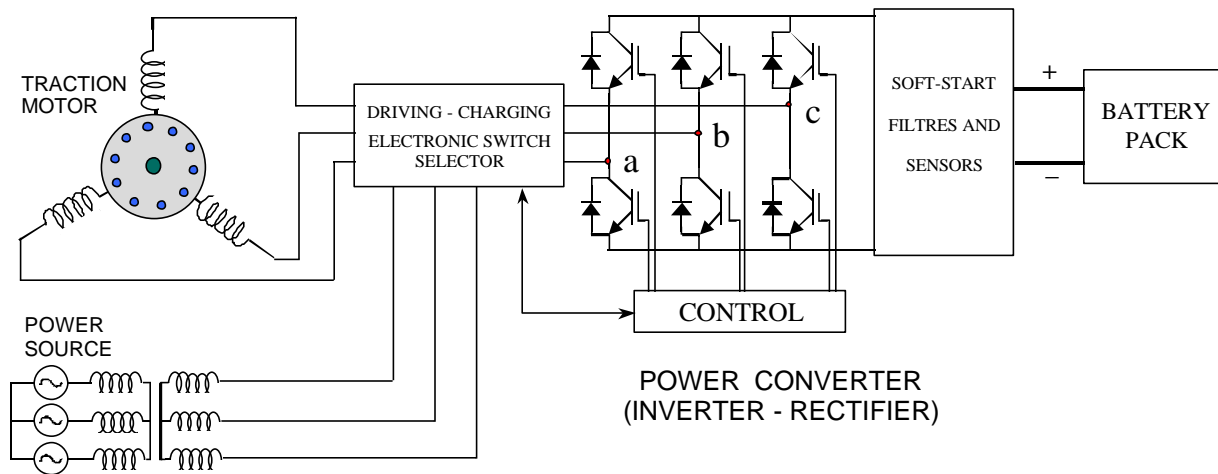 TRACTION
MOTOR
DRIVING - CHARGING
ELECTRONIC SWITCH
SELECTOR
a
b
c
SOFT-START
FILTRES AND
SENSORS
+
−
BATTERY
PACK
CONTROL
POWER
SOURCE
POWER CONVERTER
(INVERTER - RECTIFIER)